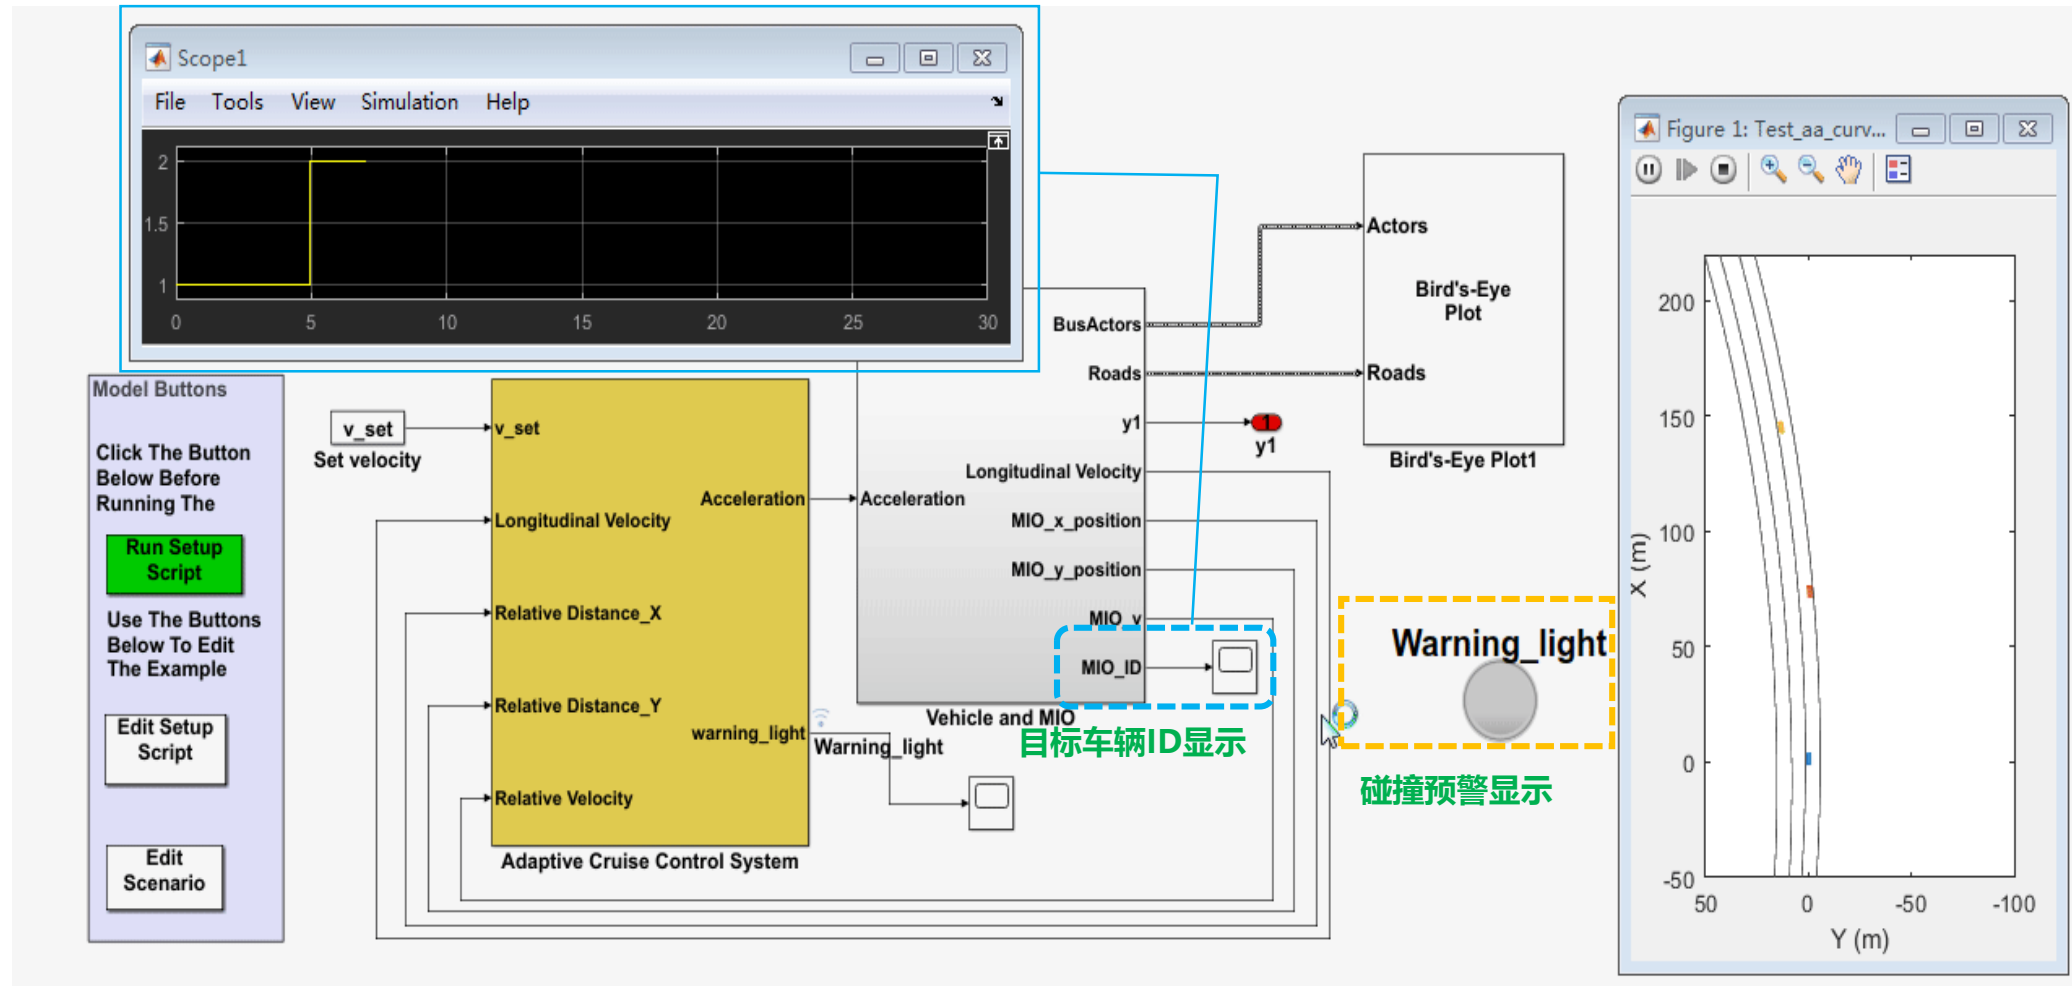 Scope1
File Tools View Simulation Help
2
1.5
1
0 5 10 15 20 25 30
Model Buttons
Click The Button
Below Before
Running The
Run Setup
Script
Use The Buttons
Below To Edit
The Example
Edit Setup
Script
Edit
Scenario
v_set
Set velocity
v_set
Longitudinal Velocity
Relative Distance_X
Relative Distance_Y
Relative Velocity
Acceleration
warning_light
Adaptive Cruise Control System
Warning_light
Acceleration
BusActors
Roads
y1
Longitudinal Velocity
MIO_x_position
MIO_y_position
MIO_v
MIO_ID
Vehicle and MIO
目标车辆ID显示
1
y1
Actors
Bird's-Eye
Plot
Roads
Bird's-Eye Plot1
Warning_light
碰撞预警显示
Figure 1: Test_aa_curv...
200
150
100
50
0
-50
X (m)
50 0 -50 -100
Y (m)